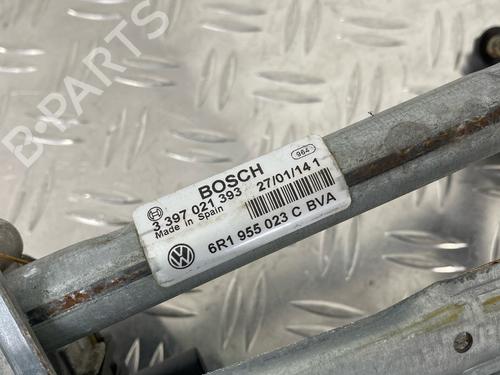 B-PARTS
BOSCH
964
3 397 021 393 27/01/14 1
Made in Spain
6R1 955 023 C BVA